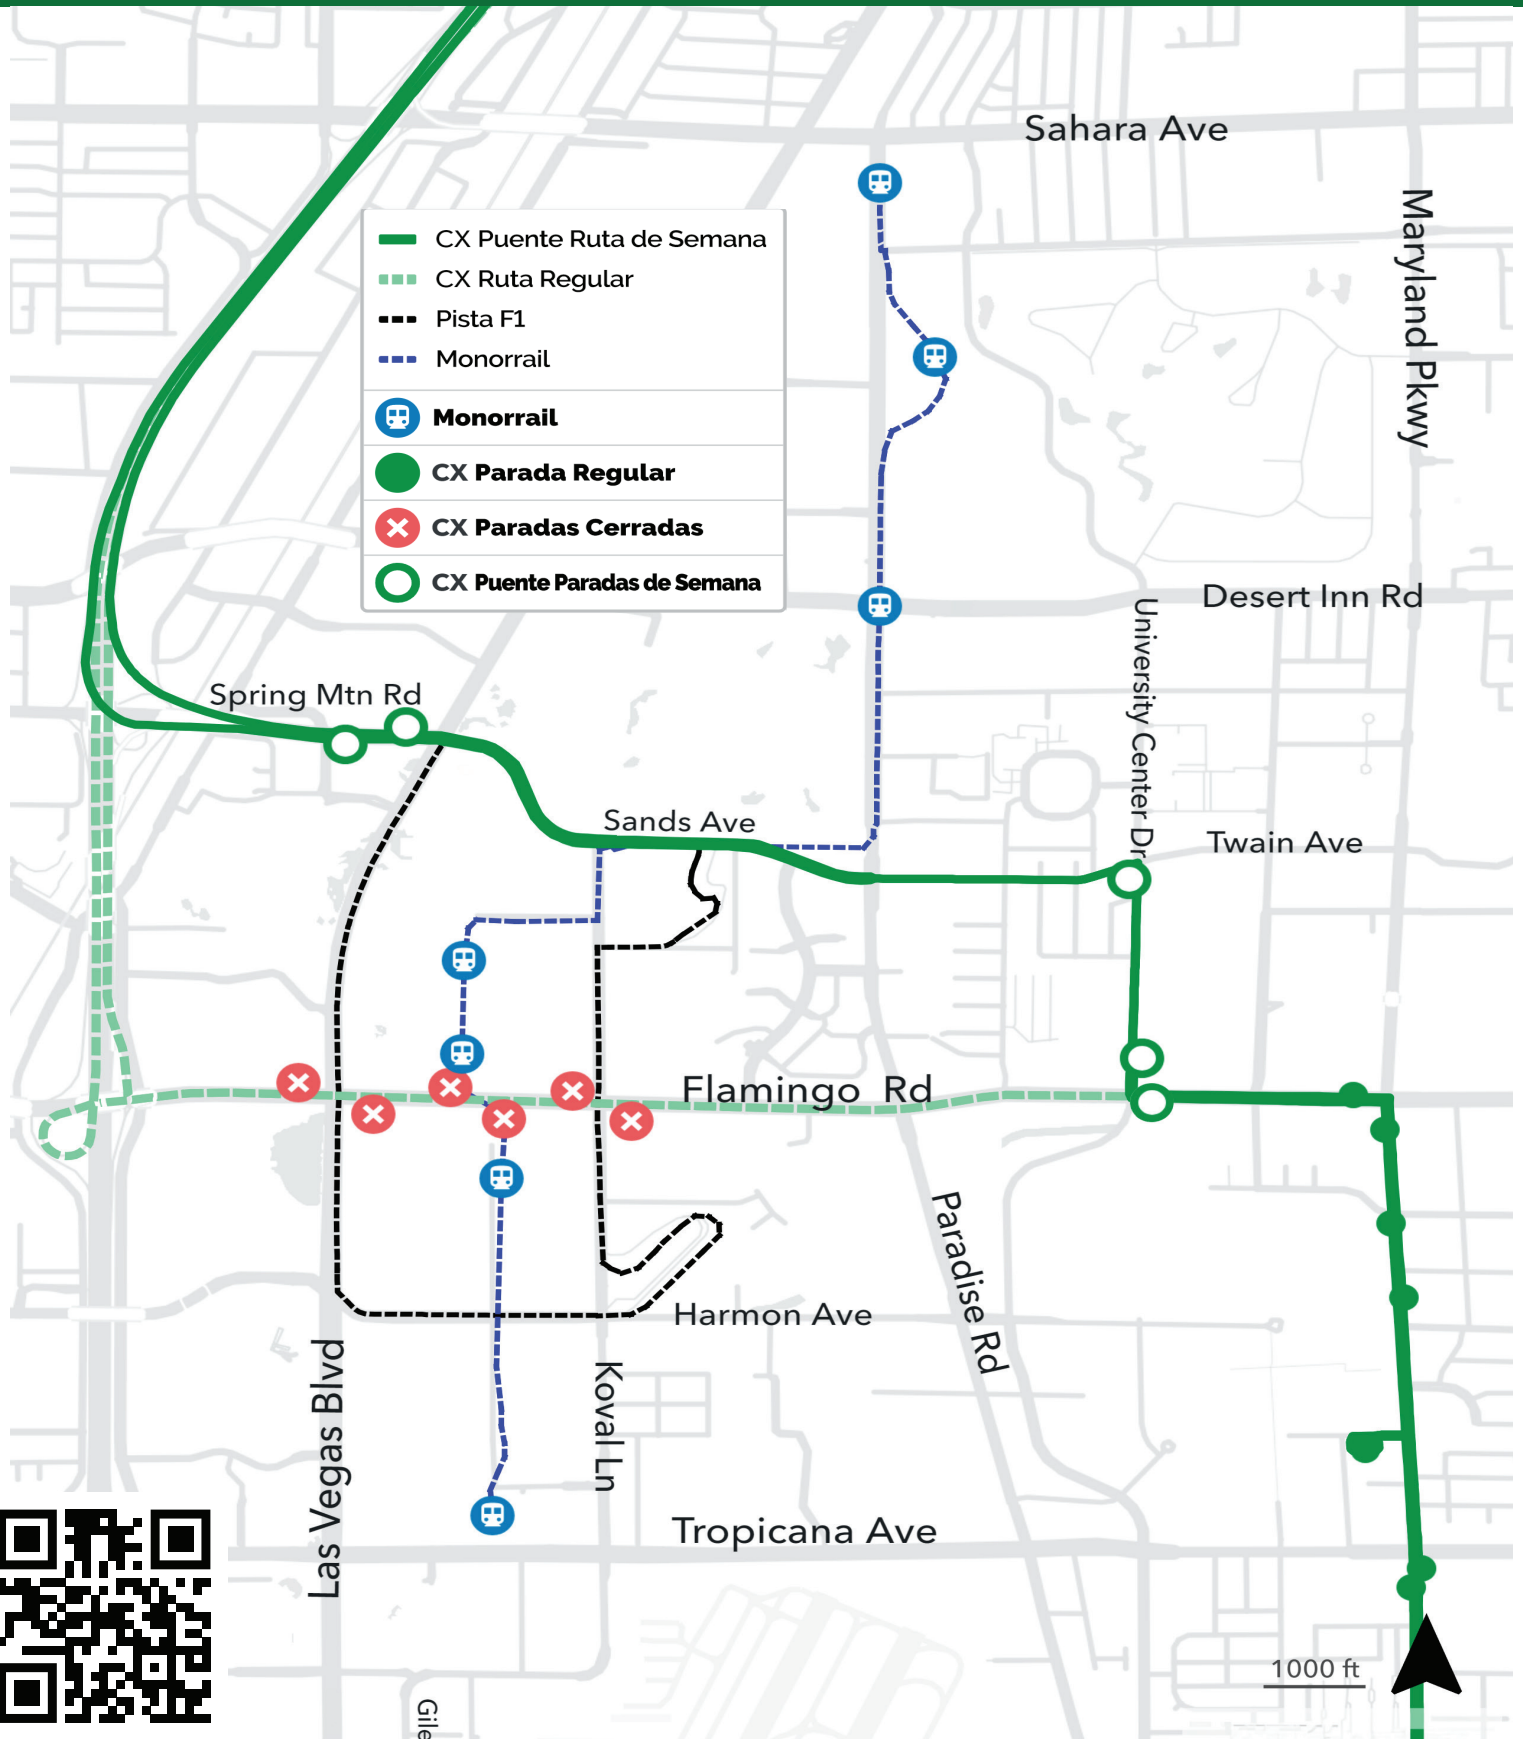 Sahara Ave
Maryland Pkwy
CX Puente Ruta de Semana
CX Ruta Regular
Pista F1
Monorrail
Monorrail
CX Parada Regular
CX Paradas Cerradas
CX Puente Paradas de Semana
Desert Inn Rd
University Center Dr
Spring Mtn Rd
Sands Ave
Twain Ave
Flamingo Rd
Paradise Rd
Harmon Ave
Las Vegas Blvd
Koval Ln
Tropicana Ave
1000 ft
Gile